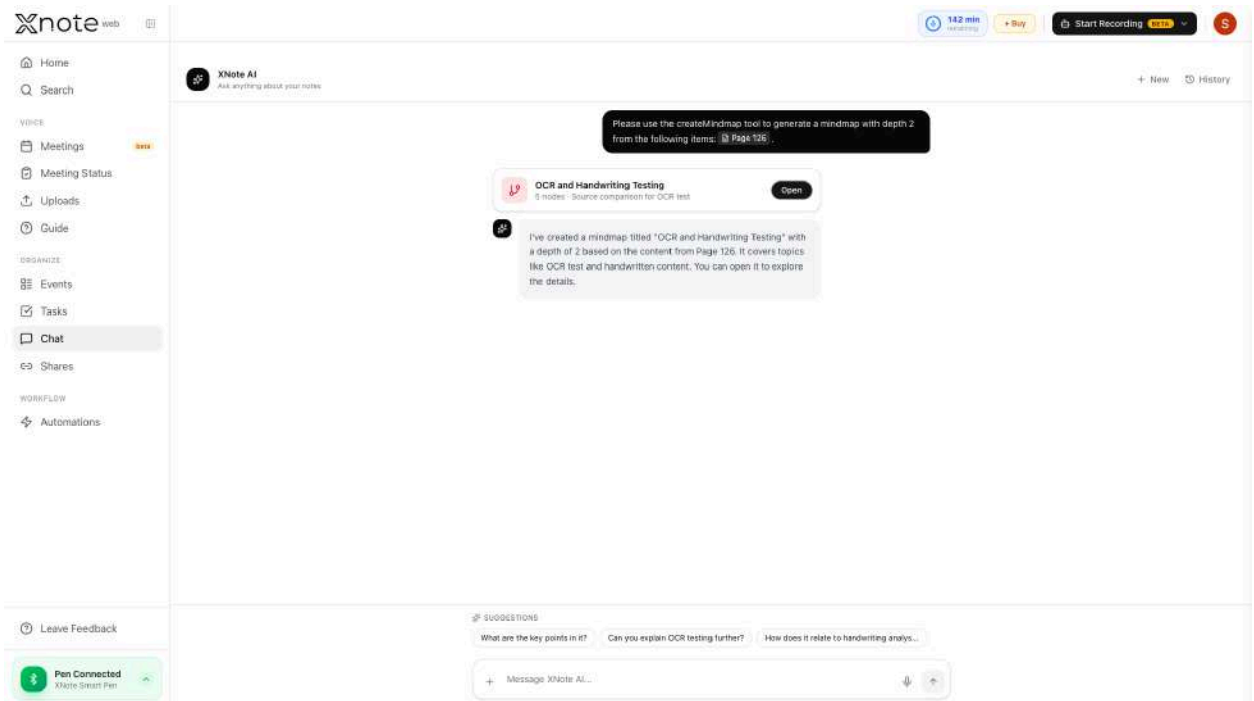 Xnote web
142 min
remaining
+ Buy
Start Recording BETA
S
Home
Search
VOICE
Meetings beta
Meeting Status
Uploads
Guide
ORGANIZE
Events
Tasks
Chat
Shares
WORKFLOW
Automations
Leave Feedback
Pen Connected
XNote Smart Pen
XNote AI
Ask anything about your notes
+ New
History
Please use the createMindmap tool to generate a mindmap with depth 2
from the following items: Page 126 .
OCR and Handwriting Testing
5 nodes · Source comparison for OCR test
Open
I've created a mindmap titled "OCR and Handwriting Testing" with
a depth of 2 based on the content from Page 126. It covers topics
like OCR test and handwritten content. You can open it to explore
the details.
SUGGESTIONS
What are the key points in it?
Can you explain OCR testing further?
How does it relate to handwriting analys...
+ Message XNote AI...